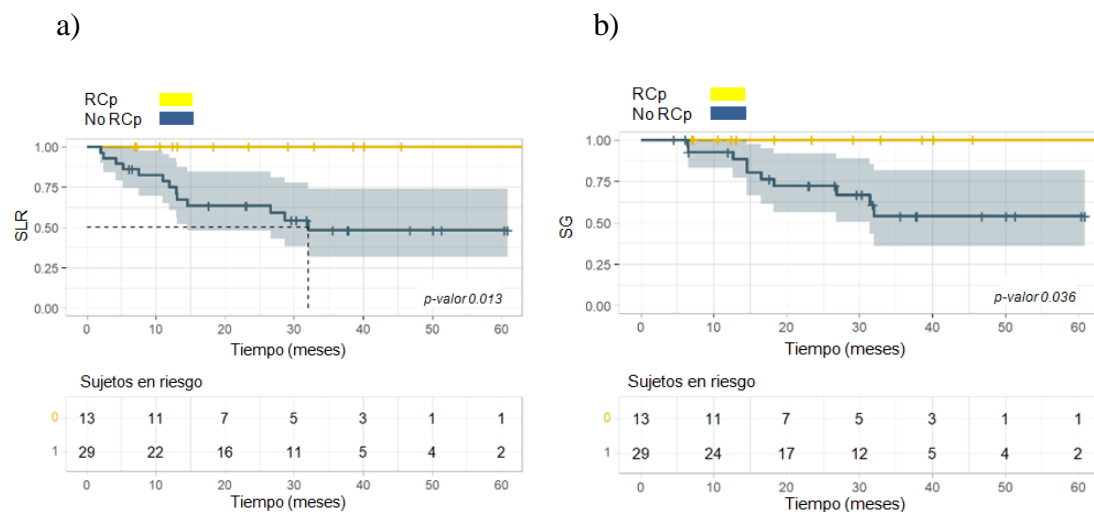 a)
RCp
No RCp
SLR
1.00
0.75
0.50
0.25
0.00
p-valor 0.013
0 10 20 30 40 50 60
Tiempo (meses)
Sujetos en riesgo
0 13 11 7 5 3 1 1
1 29 22 16 11 5 4 2
0 10 20 30 40 50 60
Tiempo (meses)
b)
RCp
No RCp
SG
1.00
0.75
0.50
0.25
0.00
p-valor 0.036
0 10 20 30 40 50 60
Tiempo (meses)
Sujetos en riesgo
0 13 11 7 5 3 1 1
1 29 24 17 12 5 4 2
0 10 20 30 40 50 60
Tiempo (meses)